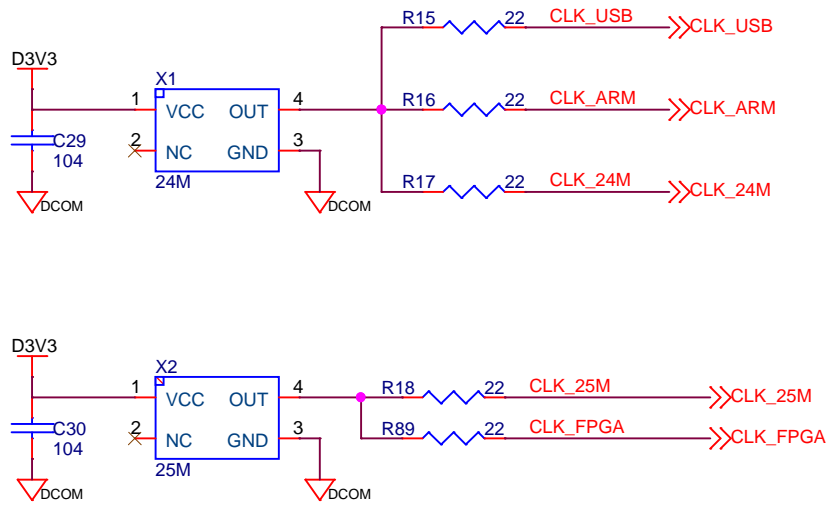 R15 22 CLK_USB CLK_USB
D3V3
X1
1 VCC OUT 4 R16 22 CLK_ARM CLK_ARM
C29 2 NC GND 3
104
24M R17 22 CLK_24M CLK_24M
DCOM DCOM
D3V3
X2
1 VCC OUT 4 R18 22 CLK_25M CLK_25M
C30 2 NC GND 3 R89 22 CLK_FPGA CLK_FPGA
104
25M
DCOM DCOM